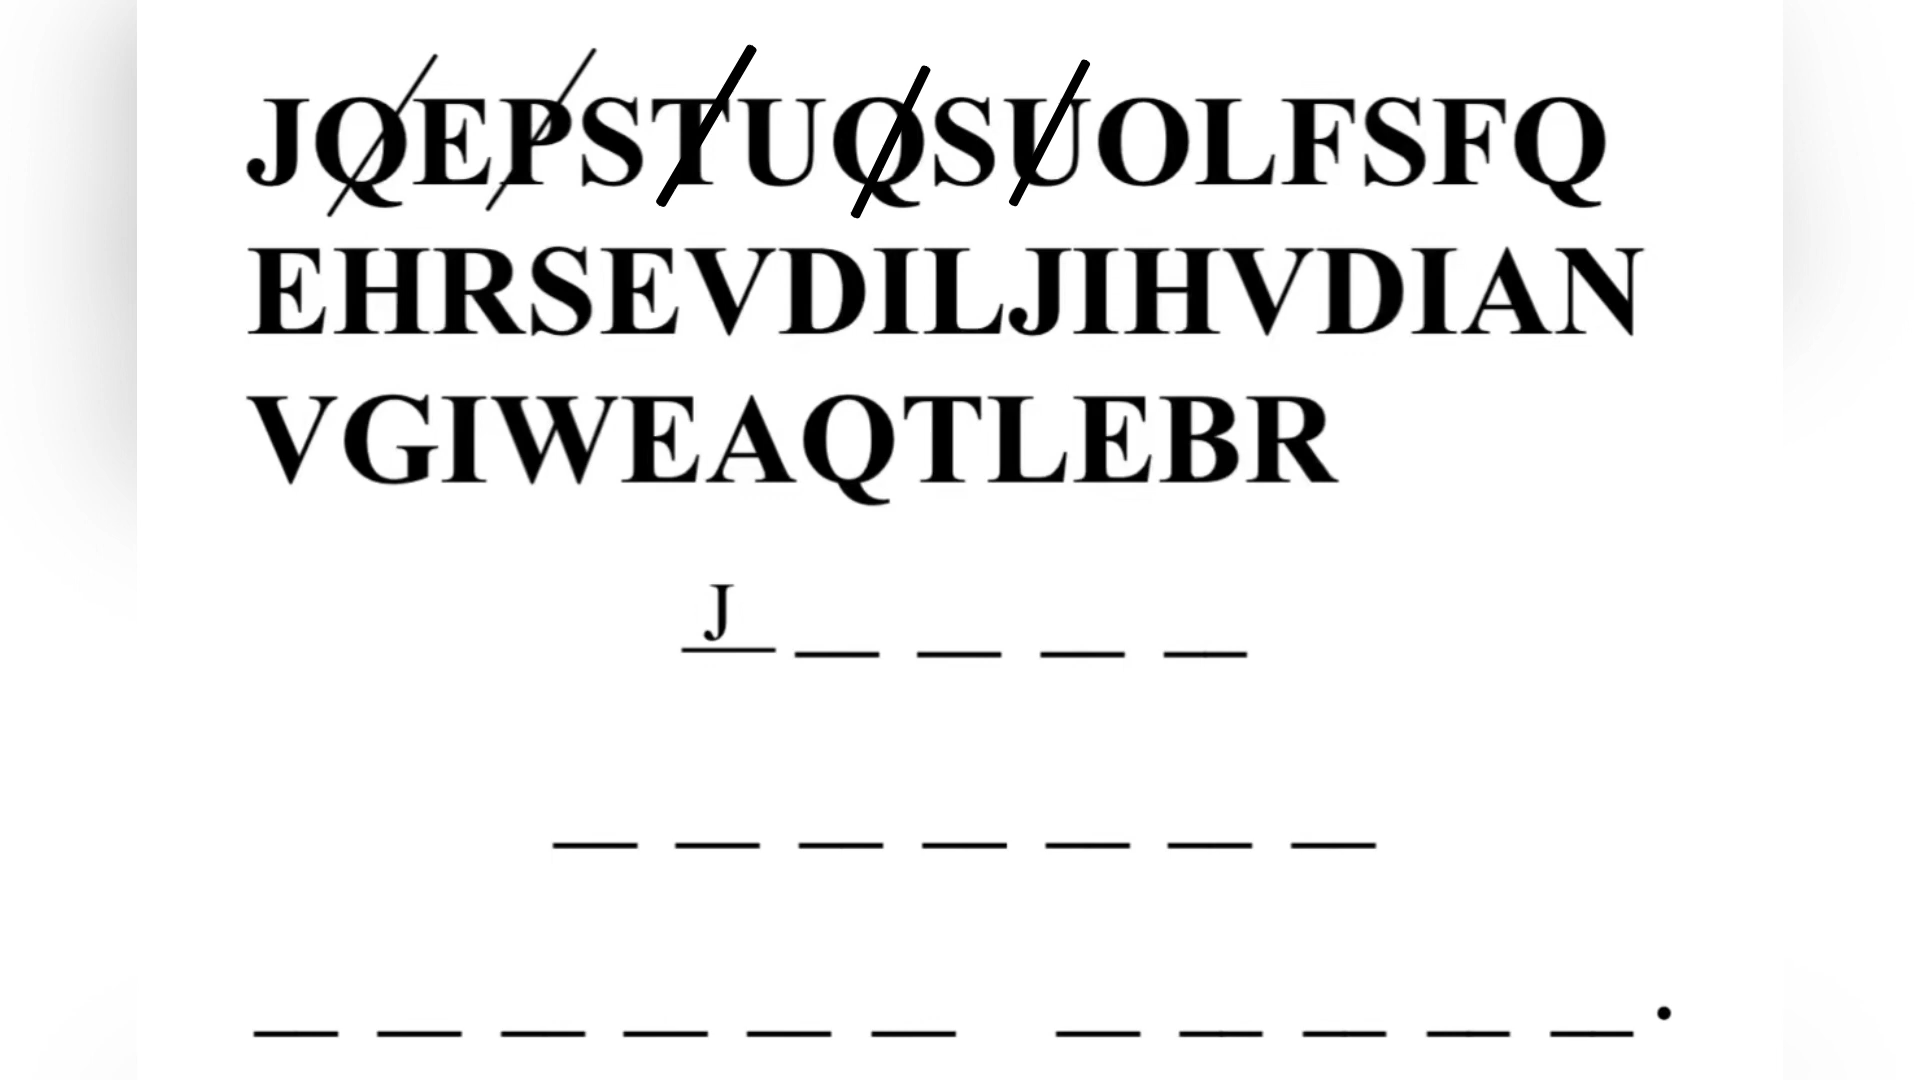 JQEPSTUQSUOLFSFQ
EHRSEVDILJIHVDIAN
VGIWEAQTLEBR
J _ _ _ _
_ _ _ _ _ _ _
_ _ _ _ _ _ _ _ _ _ _.